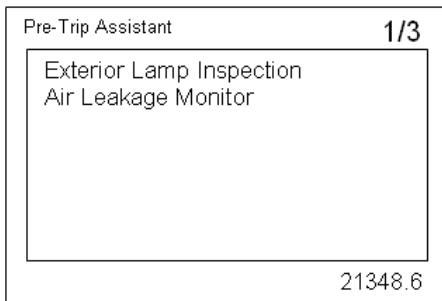 Pre-Trip Assistant 1/3
Exterior Lamp Inspection
Air Leakage Monitor
21348.6